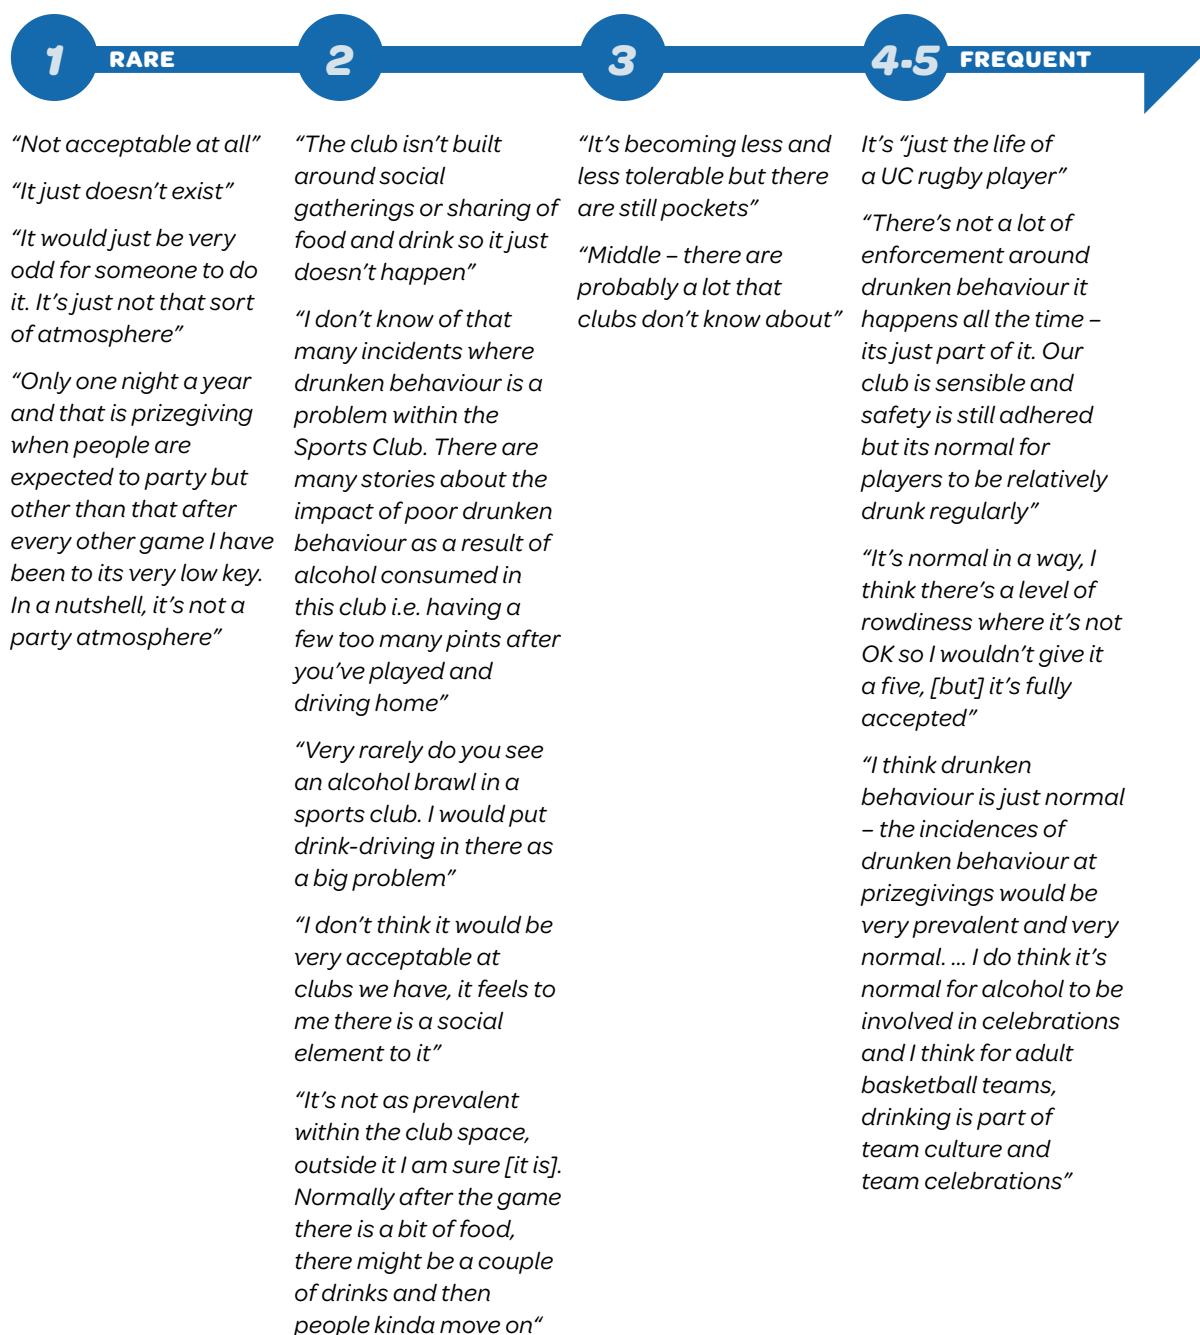 1 RARE
2
3
4-5 FREQUENT
“Not acceptable at all”
“It just doesn’t exist”
“It would just be very
odd for someone to do
it. It’s just not that sort
of atmosphere”
“Only one night a year
and that is prizegiving
when people are
expected to party but
other than that after
every other game I have
been to its very low key.
In a nutshell, it’s not a
party atmosphere”
“The club isn’t built
around social
gatherings or sharing of
food and drink so it just
doesn’t happen”
“I don’t know of that
many incidents where
drunken behaviour is a
problem within the
Sports Club. There are
many stories about the
impact of poor drunken
behaviour as a result of
alcohol consumed in
this club i.e. having a
few too many pints after
you’ve played and
driving home”
“Very rarely do you see
an alcohol brawl in a
sports club. I would put
drink-driving in there as
a big problem”
“I don’t think it would be
very acceptable at
clubs we have, it feels to
me there is a social
element to it”
“It’s not as prevalent
within the club space,
outside it I am sure [it is].
Normally after the game
there is a bit of food,
there might be a couple
of drinks and then
people kinda move on“
“It’s becoming less and
less tolerable but there
are still pockets”
“Middle – there are
probably a lot that
clubs don’t know about”
It’s “just the life of
a UC rugby player”
“There’s not a lot of
enforcement around
drunken behaviour it
happens all the time –
its just part of it. Our
club is sensible and
safety is still adhered
but its normal for
players to be relatively
drunk regularly”
“It’s normal in a way, I
think there’s a level of
rowdiness where it’s not
OK so I wouldn’t give it
a five, [but] it’s fully
accepted”
“I think drunken
behaviour is just normal
– the incidences of
drunken behaviour at
prizegivings would be
very prevalent and very
normal. … I do think it’s
normal for alcohol to be
involved in celebrations
and I think for adult
basketball teams,
drinking is part of
team culture and
team celebrations”